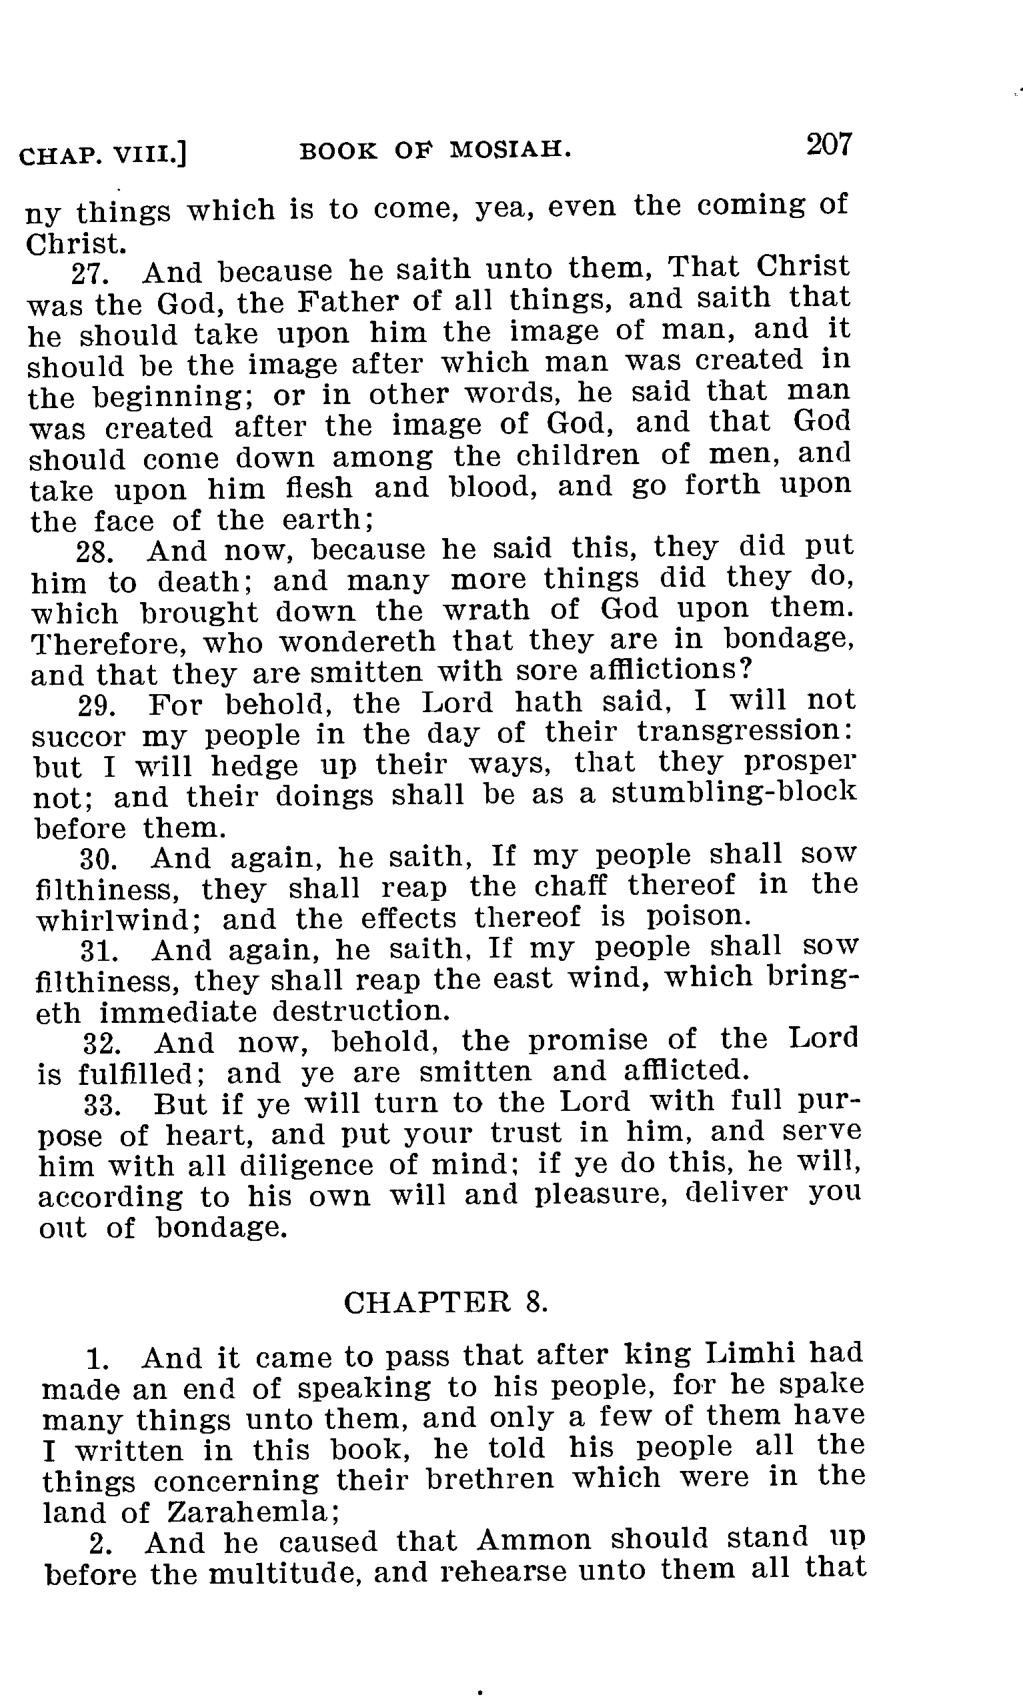 CHAP. VIII.] BOOK OF MOSIAH. 207
ny things which is to come, yea, even the coming of
Christ.
27. And because he saith unto them, That Christ
was the God, the Father of all things, and saith that
he should take upon him the image of man, and it
should be the image after which man was created in
the beginning; or in other words, he said that man
was created after the image of God, and that God
should come down among the children of men, and
take upon him flesh and blood, and go forth upon
the face of the earth;
28. And now, because he said this, they did put
him to death; and many more things did they do,
which brought down the wrath of God upon them.
Therefore, who wondereth that they are in bondage,
and that they are smitten with sore afflictions?
29. For behold, the Lord hath said, I will not
succor my people in the day of their transgression:
but I will hedge up their ways, that they prosper
not; and their doings shall be as a stumbling-block
before them.
30. And again, he saith, If my people shall sow
filthiness, they shall reap the chaff thereof in the
whirlwind; and the effects thereof is poison.
31. And again, he saith, If my people shall sow
filthiness, they shall reap the east wind, which bring-
eth immediate destruction.
32. And now, behold, the promise of the Lord
is fulfilled; and ye are smitten and afflicted.
33. But if ye will turn to the Lord with full pur-
pose of heart, and put your trust in him, and serve
him with all diligence of mind; if ye do this, he will,
according to his own will and pleasure, deliver you
out of bondage.
CHAPTER 8.
1. And it came to pass that after king Limhi had
made an end of speaking to his people, for he spake
many things unto them, and only a few of them have
I written in this book, he told his people all the
things concerning their brethren which were in the
land of Zarahemla;
2. And he caused that Ammon should stand up
before the multitude, and rehearse unto them all that